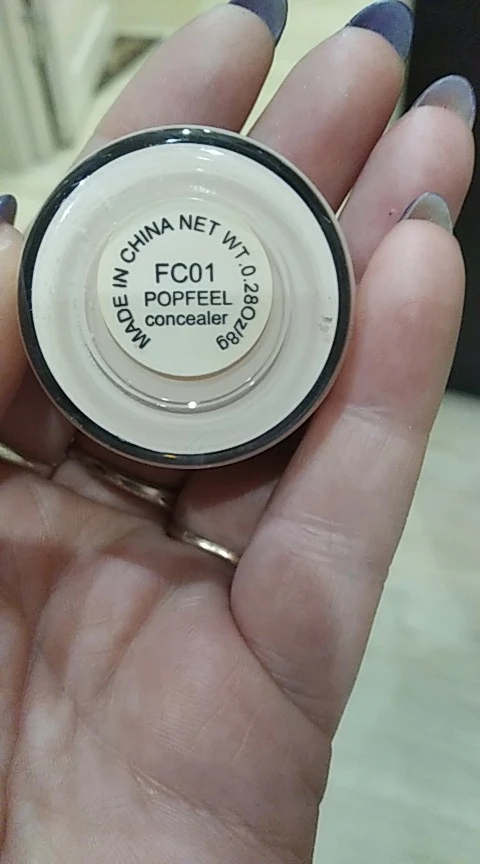 MADE IN CHINA NET WT.0.28Oz/8g
FC01
POPFEEL
concealer